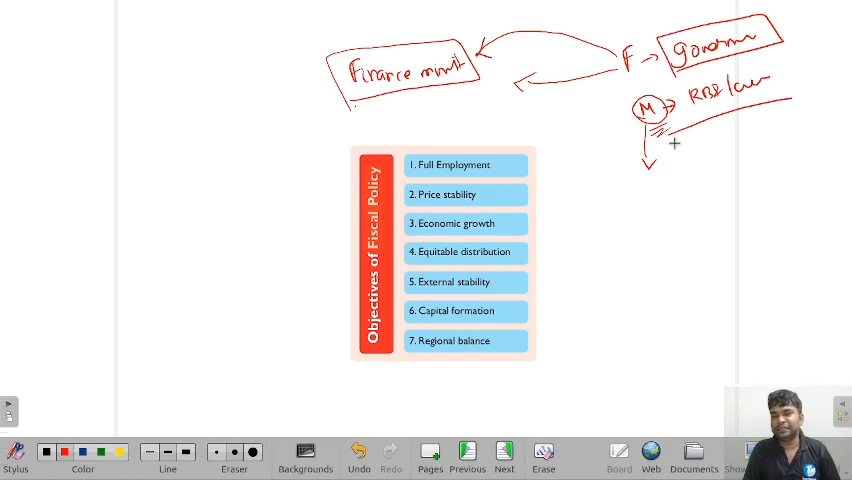 Finance minist
F → Governm
M → RBI /
Objectives of Fiscal Policy
1. Full Employment
2. Price stability
3. Economic growth
4. Equitable distribution
5. External stability
6. Capital formation
7. Regional balance
Stylus
Color
Line
Eraser
Backgrounds
Undo
Redo
Pages
Previous
Next
Erase
Board
Web
Documents
Show